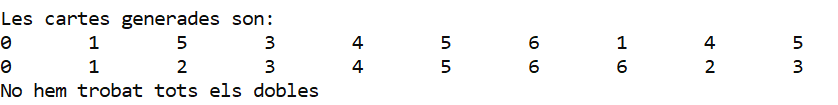 Les cartes generades son:
0 1 5 3 4 5 6 1 4 5
0 1 2 3 4 5 6 6 2 3
No hem trobat tots els dobles